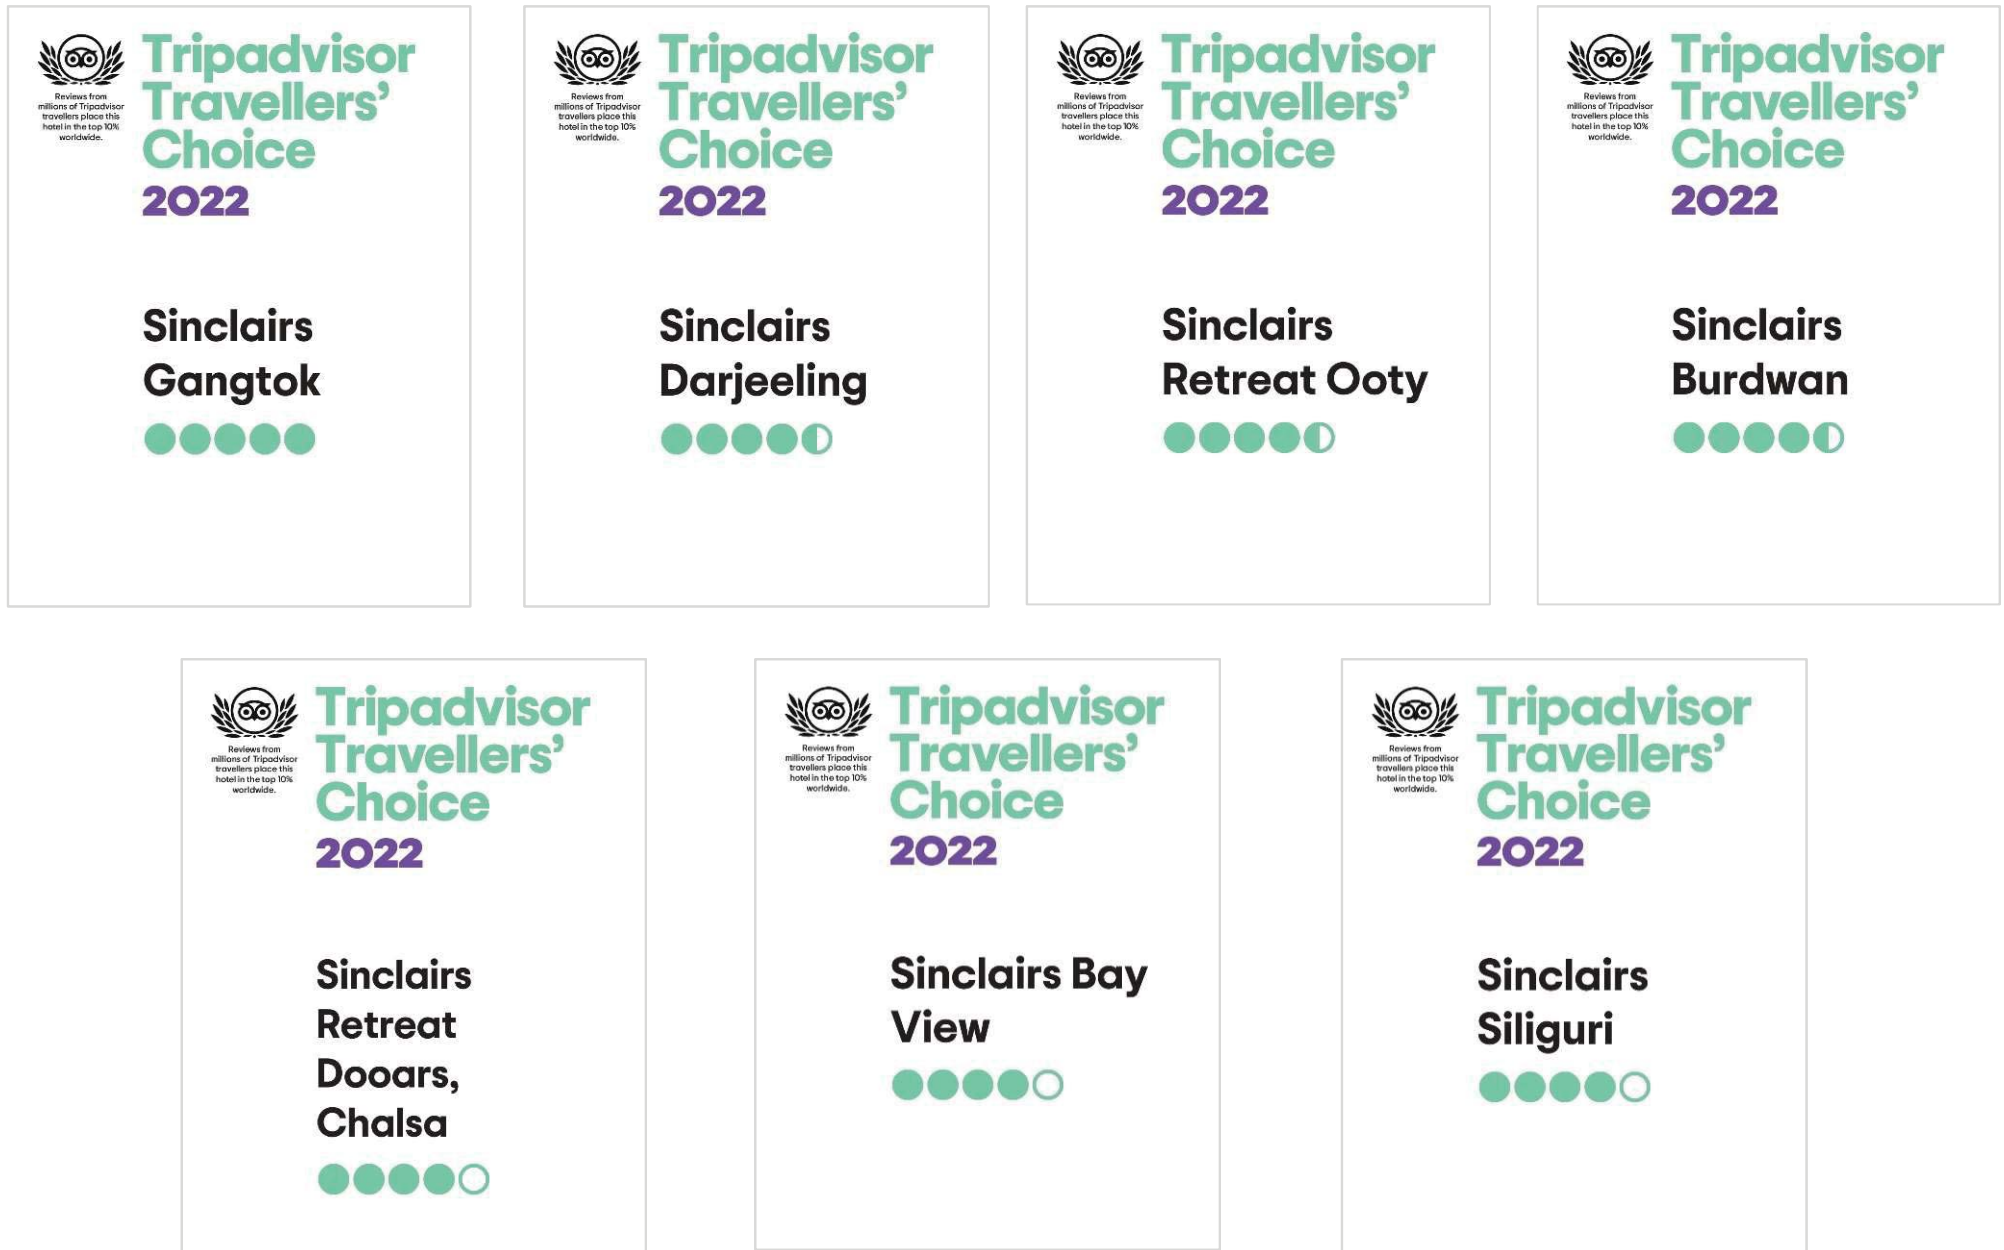 Reviews from
millions of Tripadvisor
travellers place this
hotel in the top 10%
worldwide.
Tripadvisor
Travellers’
Choice
2022
Sinclairs
Gangtok
Reviews from
millions of Tripadvisor
travellers place this
hotel in the top 10%
worldwide.
Tripadvisor
Travellers’
Choice
2022
Sinclairs
Darjeeling
Reviews from
millions of Tripadvisor
travellers place this
hotel in the top 10%
worldwide.
Tripadvisor
Travellers’
Choice
2022
Sinclairs
Retreat Ooty
Reviews from
millions of Tripadvisor
travellers place this
hotel in the top 10%
worldwide.
Tripadvisor
Travellers’
Choice
2022
Sinclairs
Burdwan
Reviews from
millions of Tripadvisor
travellers place this
hotel in the top 10%
worldwide.
Tripadvisor
Travellers’
Choice
2022
Sinclairs
Retreat
Dooars,
Chalsa
Reviews from
millions of Tripadvisor
travellers place this
hotel in the top 10%
worldwide.
Tripadvisor
Travellers’
Choice
2022
Sinclairs Bay
View
Reviews from
millions of Tripadvisor
travellers place this
hotel in the top 10%
worldwide.
Tripadvisor
Travellers’
Choice
2022
Sinclairs
Siliguri